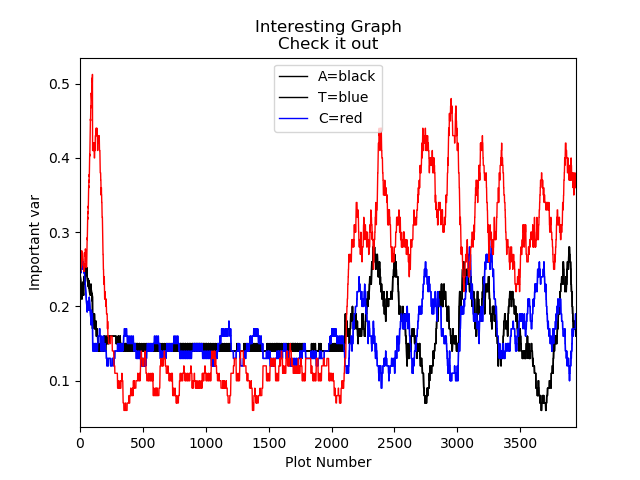 Interesting Graph
Check it out
A=black
T=blue
C=red
Important var
0.5
0.4
0.3
0.2
0.1
0 500 1000 1500 2000 2500 3000 3500
Plot Number